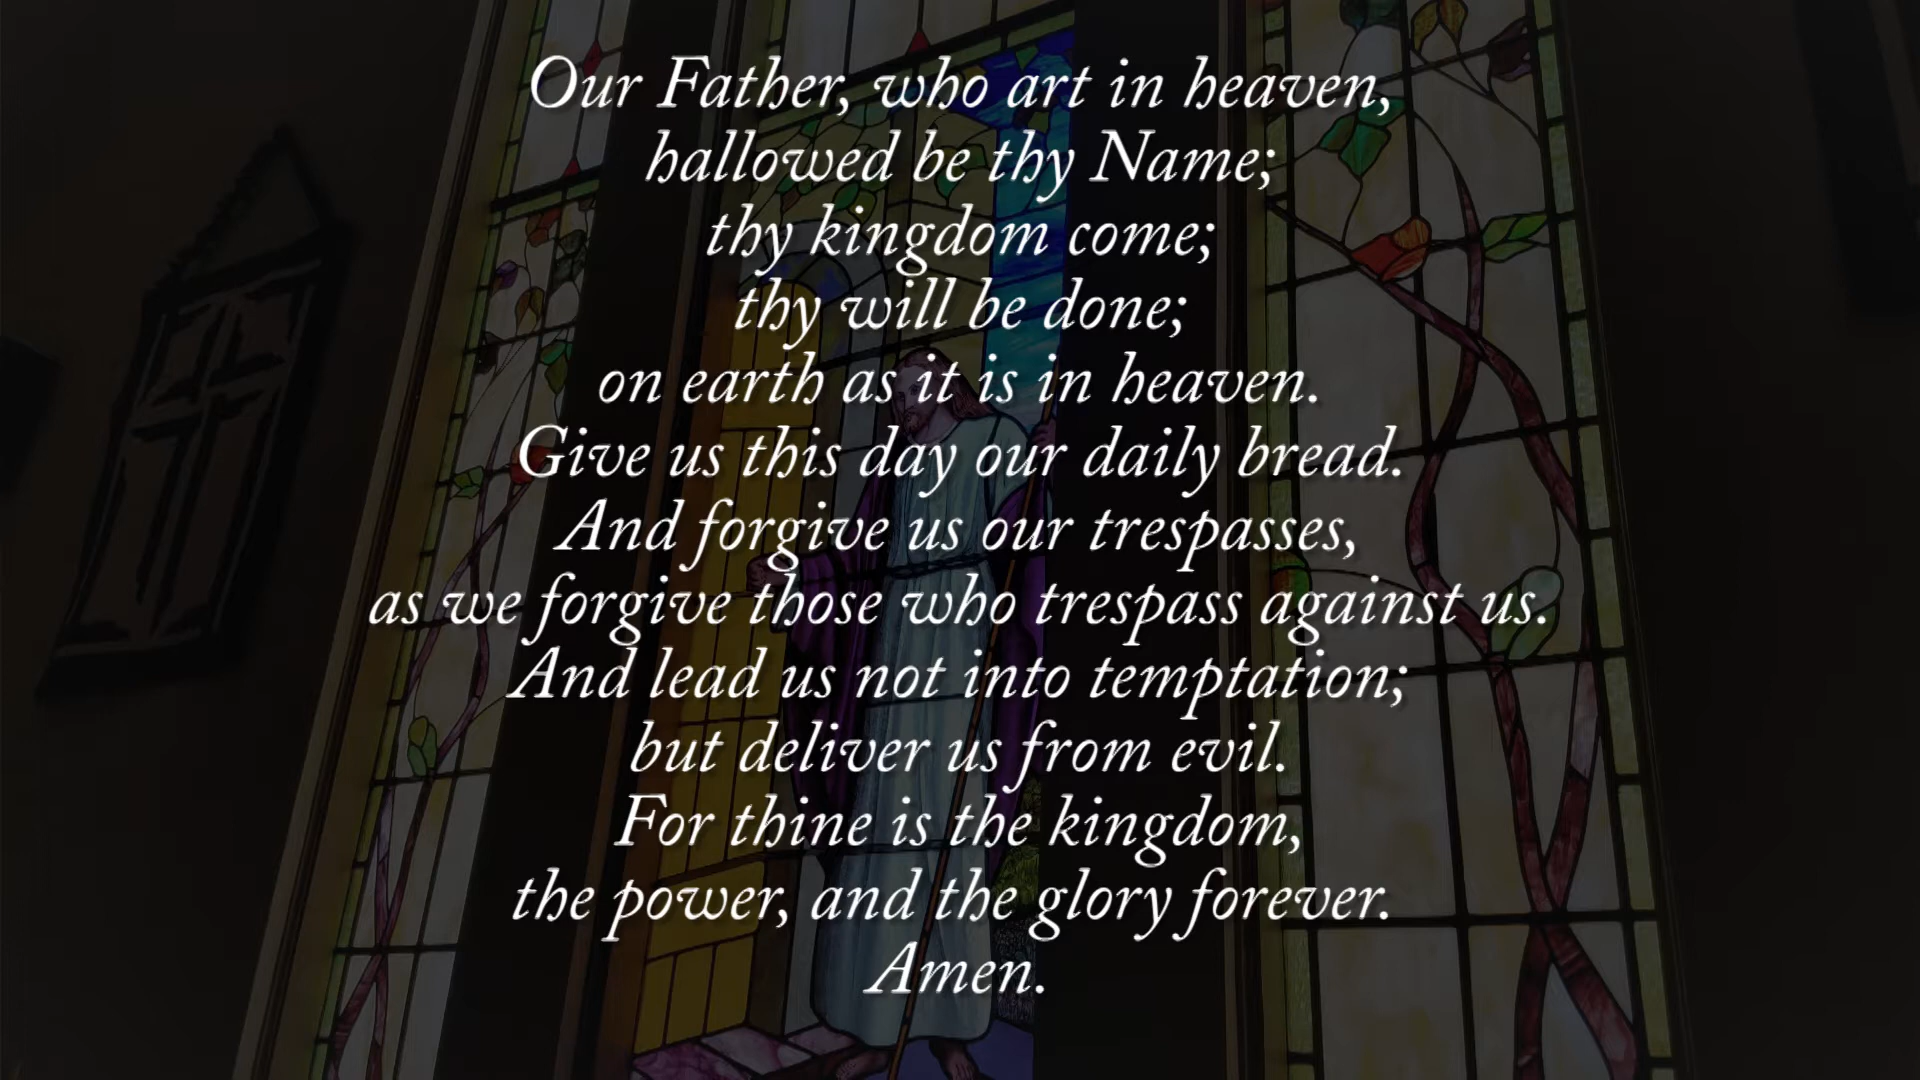 Our Father, who art in heaven,
hallowed be thy Name;
thy kingdom come;
thy will be done;
on earth as it is in heaven.
Give us this day our daily bread.
And forgive us our trespasses,
as we forgive those who trespass against us.
And lead us not into temptation;
but deliver us from evil.
For thine is the kingdom,
the power, and the glory forever.
Amen.